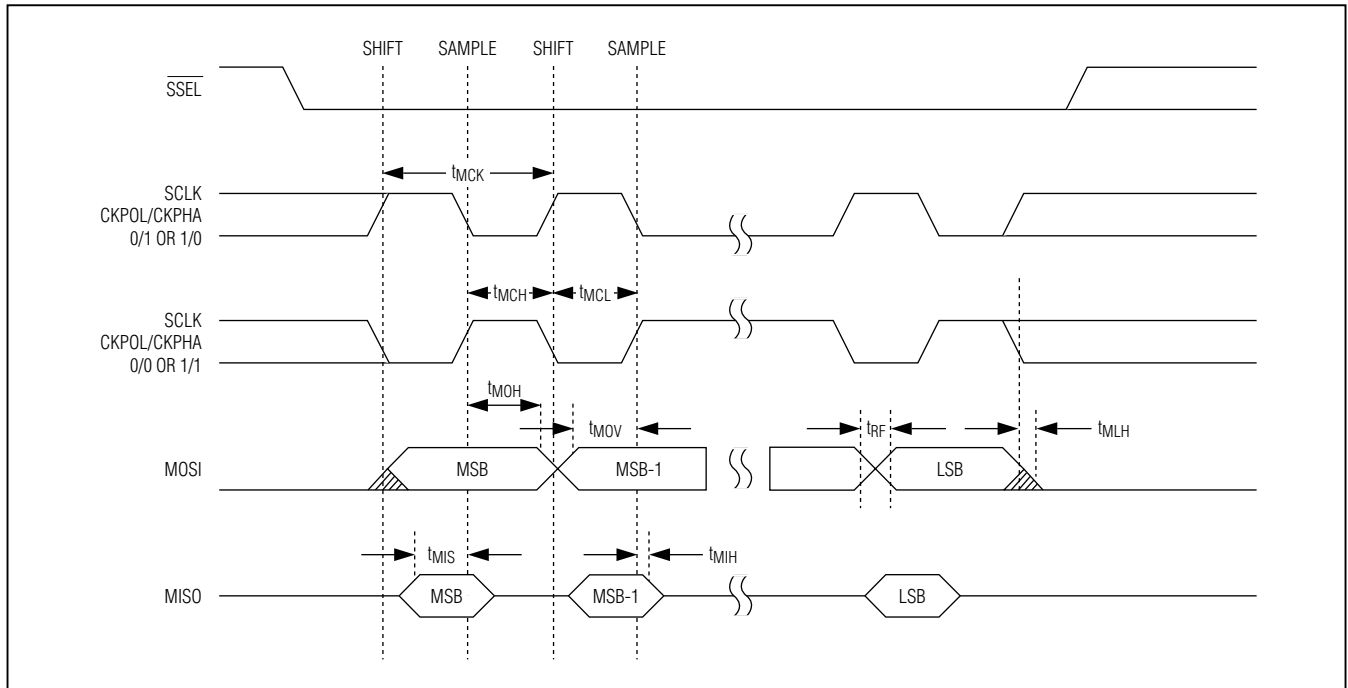 SHIFT SAMPLE SHIFT SAMPLE
SSEL
tMCK
SCLK
CKPOL/CKPHA
0/1 OR 1/0
tMCH tMCL
SCLK
CKPOL/CKPHA
0/0 OR 1/1
tMOH
tMOV tRF tMLH
MOSI MSB MSB-1 LSB
tMIS tMIH
MISO MSB MSB-1 LSB